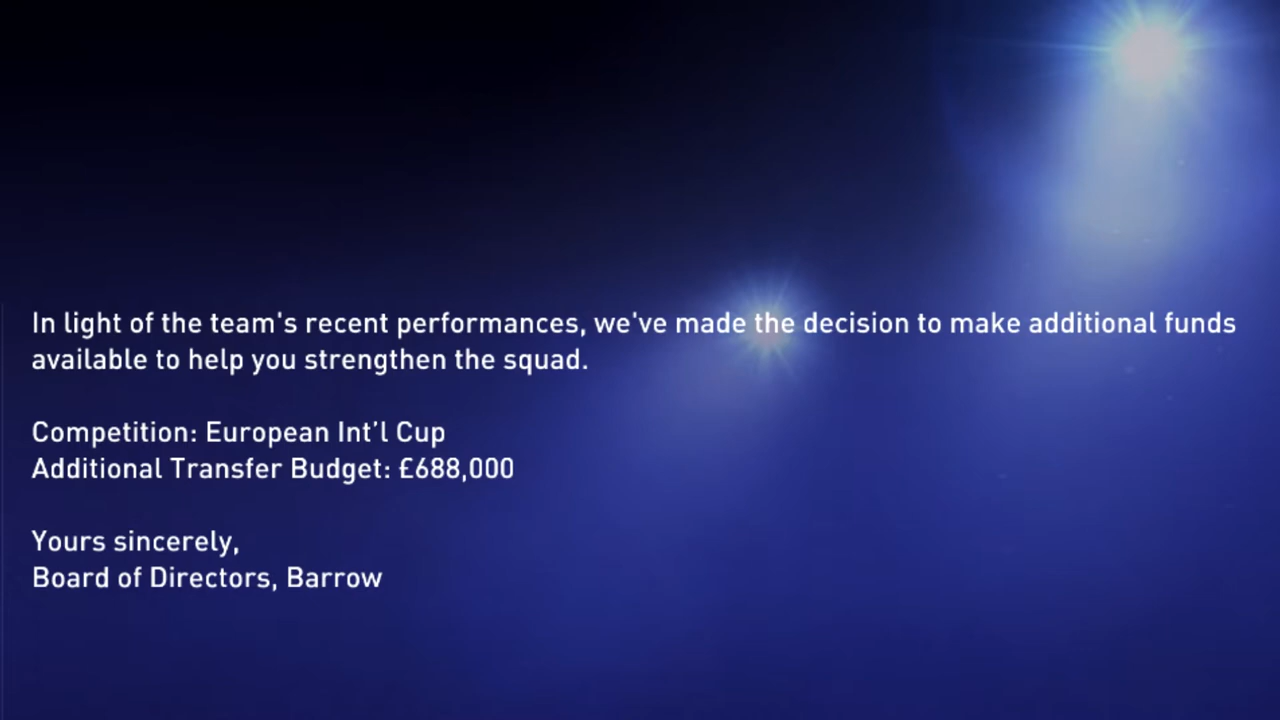 In light of the team's recent performances, we've made the decision to make additional funds
available to help you strengthen the squad.
Competition: European Int’l Cup
Additional Transfer Budget: £688,000
Yours sincerely,
Board of Directors, Barrow